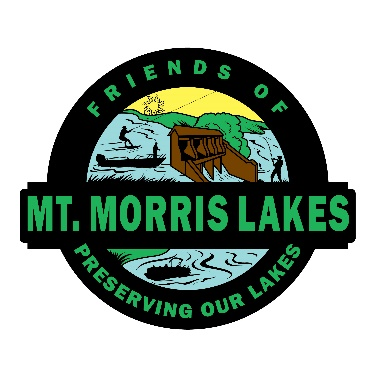 FRIENDS OF
MT. MORRIS LAKES
PRESERVING OUR LAKES